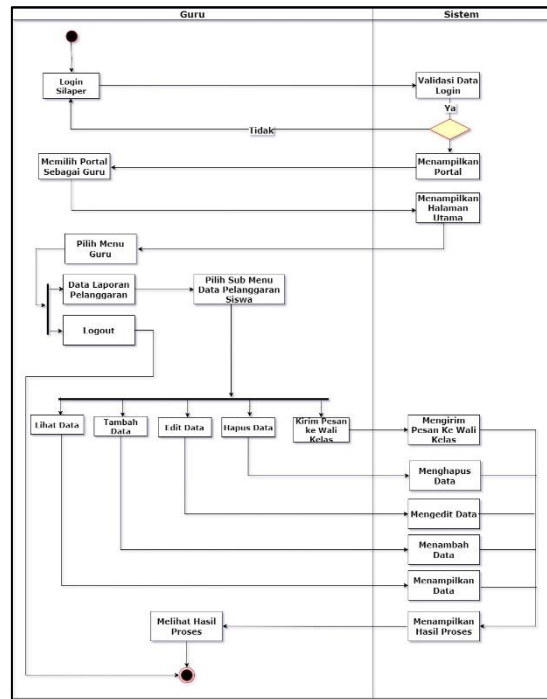 Guru
Sistem
Login
Silaper
Validasi Data
Login
Ya
Tidak
Memilih Portal
Sebagai Guru
Menampilkan
Portal
Menampilkan
Halaman
Utama
Pilih Menu
Guru
Data Laporan
Pelanggaran
Pilih Sub Menu
Data Pelanggaran
Siswa
Logout
Lihat Data
Tambah
Data
Edit Data
Hapus Data
Kirim Pesan
ke Wali
Kelas
Mengirim
Pesan Ke Wali
Kelas
Menghapus
Data
Mengedit Data
Menambah
Data
Menampilkan
Data
Melihat Hasil
Proses
Menampilkan
Hasil Proses